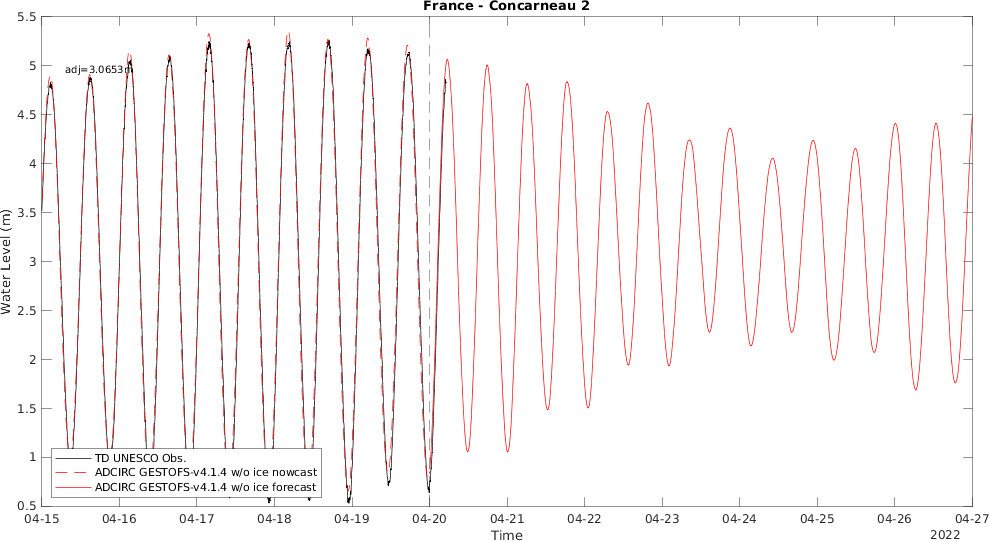 France - Concarneau 2
5.5
5
4.5
4
3.5
3
2.5
2
1.5
1
0.5
Water Level (m)
adj=3.0653m
TD UNESCO Obs.
ADCIRC GESTOFS-v4.1.4 w/o ice nowcast
ADCIRC GESTOFS-v4.1.4 w/o ice forecast
04-15 04-16 04-17 04-18 04-19 04-20 04-21 04-22 04-23 04-24 04-25 04-26 04-27
Time
2022